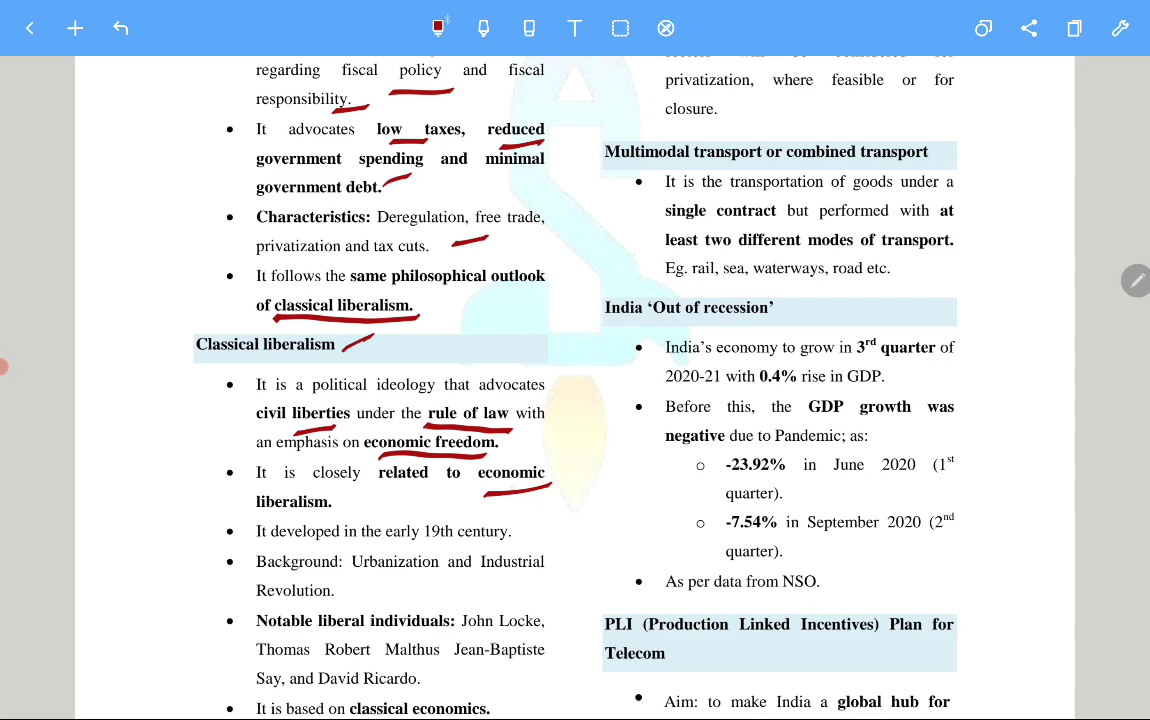 regarding fiscal policy and fiscal
responsibility.
• It advocates low taxes, reduced
government spending and minimal
government debt.
• Characteristics: Deregulation, free trade,
privatization and tax cuts.
• It follows the same philosophical outlook
of classical liberalism.
Classical liberalism
• It is a political ideology that advocates
civil liberties under the rule of law with
an emphasis on economic freedom.
• It is closely related to economic
liberalism.
• It developed in the early 19th century.
• Background: Urbanization and Industrial
Revolution.
• Notable liberal individuals: John Locke,
Thomas Robert Malthus Jean-Baptiste
Say, and David Ricardo.
• It is based on classical economics.
privatization, where feasible or for
closure.
Multimodal transport or combined transport
• It is the transportation of goods under a
single contract but performed with at
least two different modes of transport.
Eg. rail, sea, waterways, road etc.
India ‘Out of recession’
• India’s economy to grow in 3rd quarter of
2020-21 with 0.4% rise in GDP.
• Before this, the GDP growth was
negative due to Pandemic; as:
o -23.92% in June 2020 (1st
quarter).
o -7.54% in September 2020 (2nd
quarter).
• As per data from NSO.
PLI (Production Linked Incentives) Plan for
Telecom
• Aim: to make India a global hub for